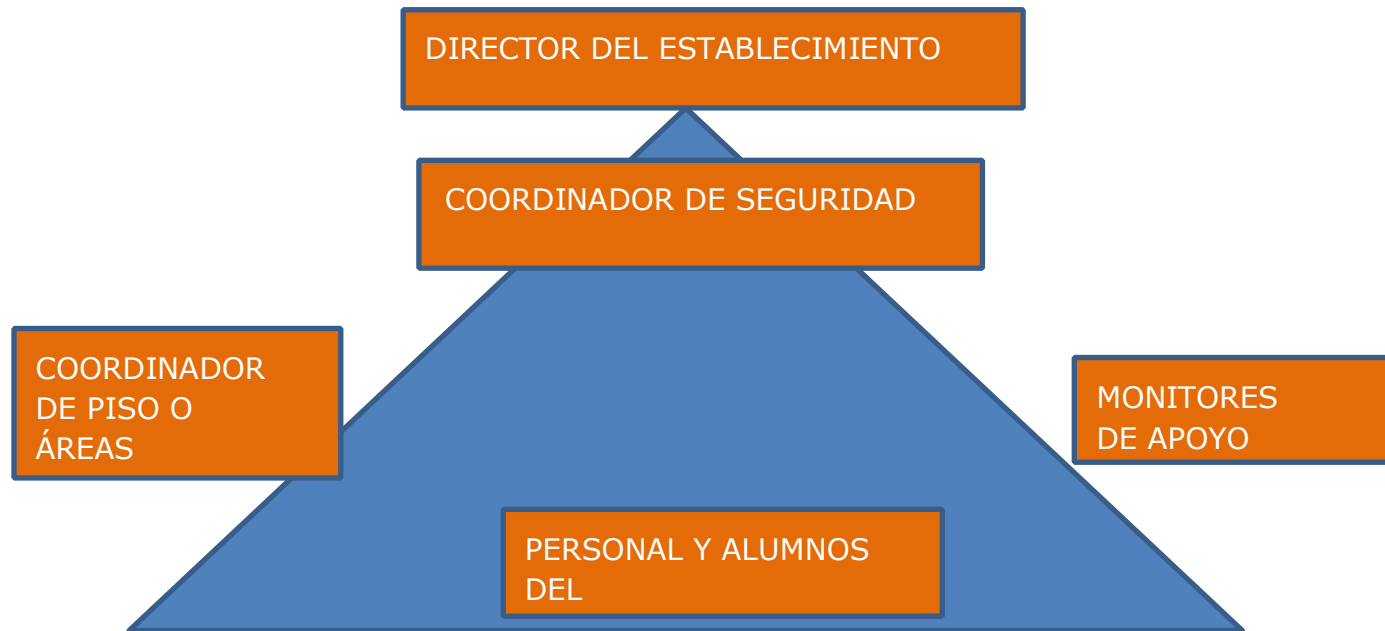 DIRECTOR DEL ESTABLECIMIENTO
COORDINADOR DE SEGURIDAD
COORDINADOR
DE PISO O
ÁREAS
MONITORES
DE APOYO
PERSONAL Y ALUMNOS
DEL